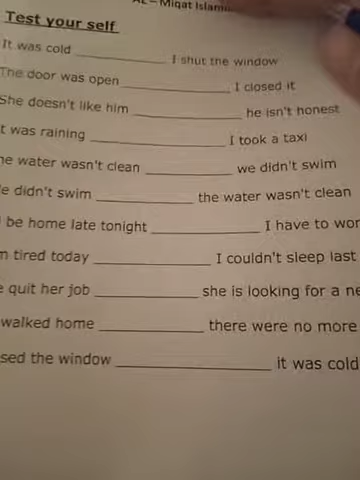 – Miqat Islamic
Test your self
It was cold ____________ I shut the window
The door was open ____________ I closed it
She doesn't like him ____________ he isn't honest
t was raining ____________ I took a taxi
he water wasn't clean ____________ we didn't swim
e didn't swim ____________ the water wasn't clean
be home late tonight ____________ I have to wor
m tired today ____________ I couldn't sleep last
e quit her job ____________ she is looking for a ne
walked home ____________ there were no more
sed the window ____________ it was cold